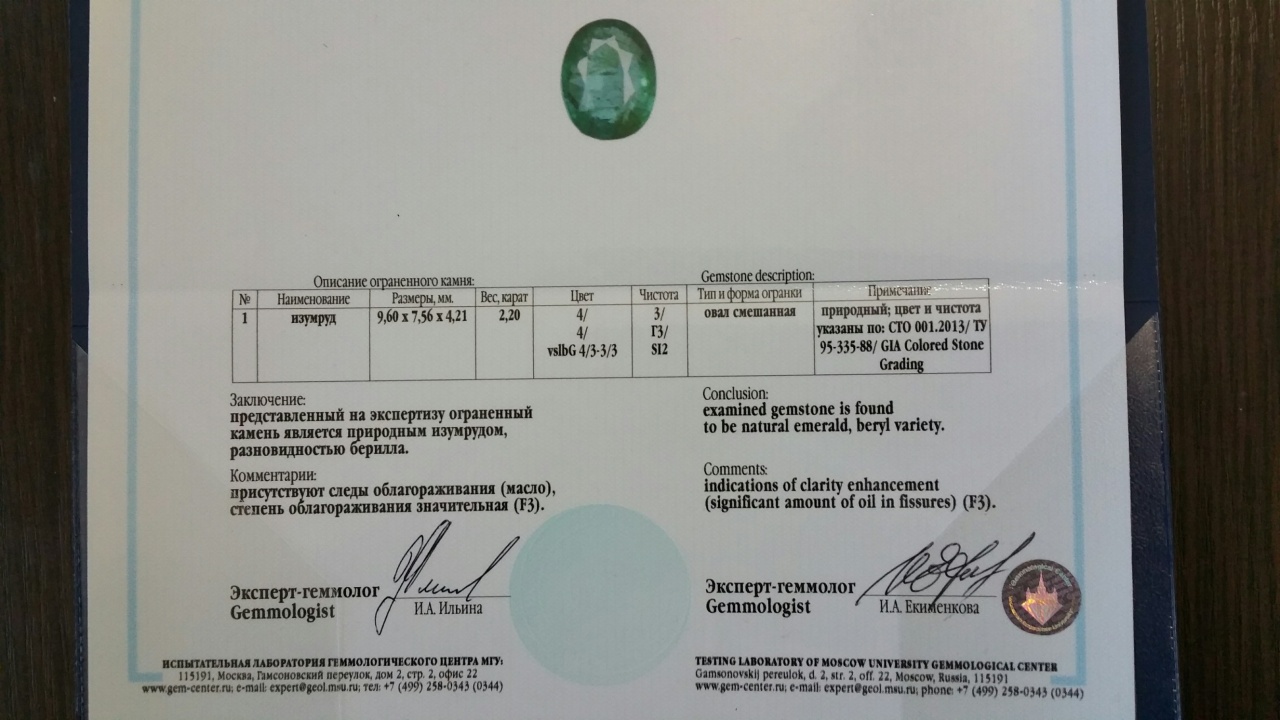 Описание ограненного камня:
Gemstone description:
№ Наименование Размеры, мм. Вес, карат Цвет Чистота Тип и форма огранки Примечание
1 изумруд 9,60 х 7,56 х 4,21 2,20 4/ 3/ овал смешанная природный; цвет и чистота
4/ Г3/ указаны по: СТО 001.2013/ ТУ
vslbG 4/3-3/3 SI2 95-335-88/ GIA Colored Stone
Grading
Заключение:
представленный на экспертизу ограненный
камень является природным изумрудом,
разновидностью берилла.
Комментарии:
присутствуют следы облагораживания (масло),
степень облагораживания значительная (F3).
Conclusion:
examined gemstone is found
to be natural emerald, beryl variety.
Comments:
indications of clarity enhancement
(significant amount of oil in fissures) (F3).
Эксперт-геммолог
Gemmologist И.А. Ильина
Эксперт-геммолог
Gemmologist И.А. Екименкова
ИСПЫТАТЕЛЬНАЯ ЛАБОРАТОРИЯ ГЕММОЛОГИЧЕСКОГО ЦЕНТРА МГУ:
115191, Москва, Гамсоновский переулок, дом 2, стр. 2, офис 22
www.gem-center.ru; e-mail: expert@geol.msu.ru; тел: +7 (499) 258-0343 (0344)
TESTING LABORATORY OF MOSCOW UNIVERSITY GEMMOLOGICAL CENTER
Gamsonovskij pereulok, d. 2, str. 2, off. 22, Moscow, Russia, 115191
www.gem-center.ru; e-mail: expert@geol.msu.ru; phone: +7 (499) 258-0343 (0344)